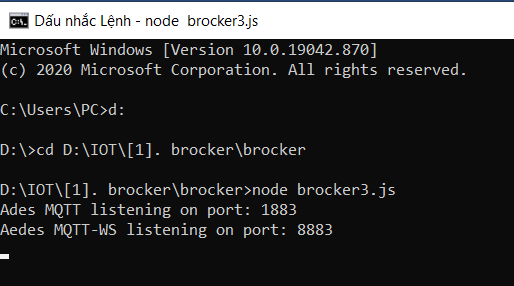 Dấu nhắc Lệnh - node  brocker3.js
Microsoft Windows [Version 10.0.19042.870]
(c) 2020 Microsoft Corporation. All rights reserved.
C:\Users\PC>d:
D:\>cd D:\IOT\[1]. brocker\brocker
D:\IOT\[1]. brocker\brocker>node brocker3.js
Ades MQTT listening on port: 1883
Aedes MQTT-WS listening on port: 8883